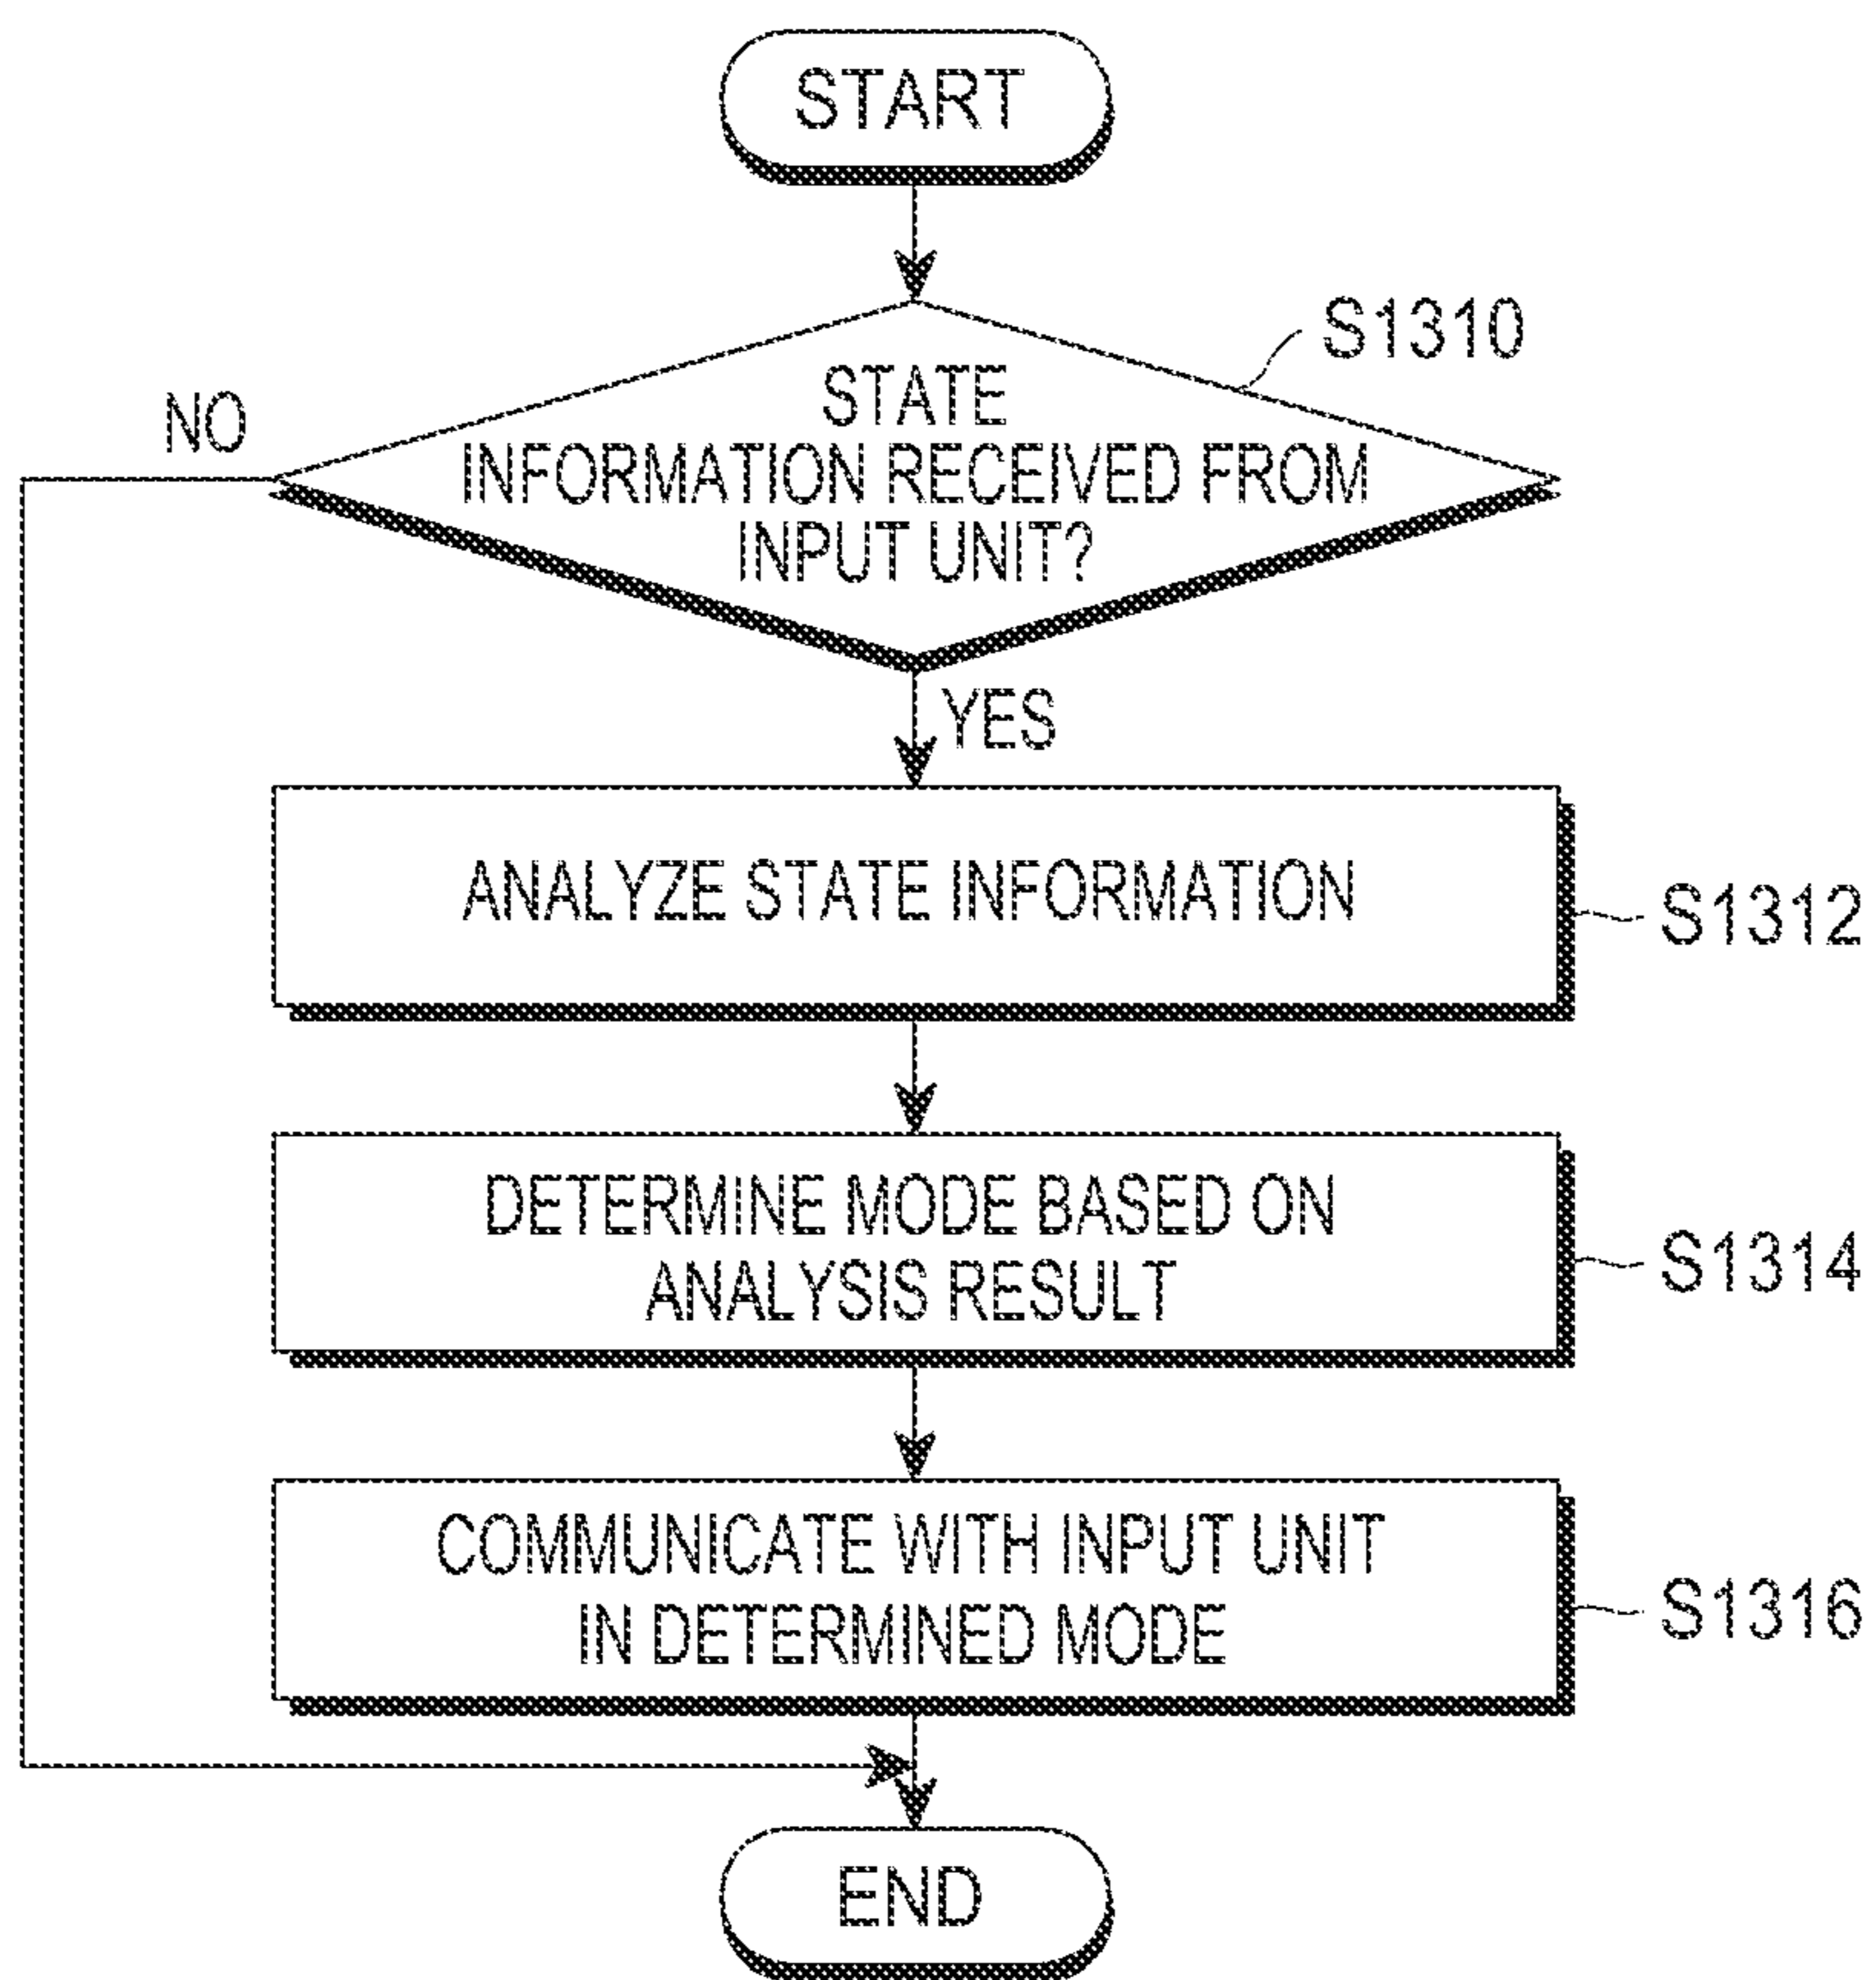 START
S1310
NO
STATE
INFORMATION RECEIVED FROM
INPUT UNIT?
YES
ANALYZE STATE INFORMATION
S1312
DETERMINE MODE BASED ON
ANALYSIS RESULT
S1314
COMMUNICATE WITH INPUT UNIT
IN DETERMINED MODE
S1316
END